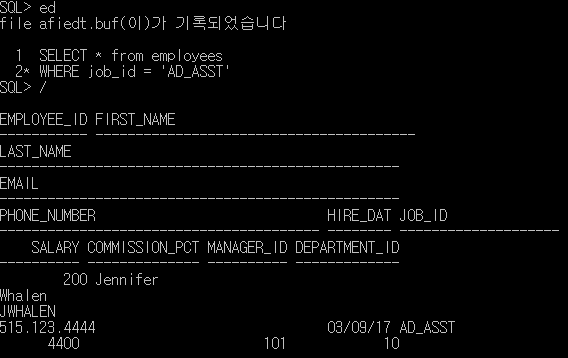 SQL> ed
file afiedt.buf(이)가 기록되었습니다
1 SELECT * from employees
2* WHERE job_id = 'AD_ASST'
SQL> /
EMPLOYEE_ID FIRST_NAME
----------- ----------------------------------------
LAST_NAME
--------------------------------------------------
EMAIL
--------------------------------------------------
PHONE_NUMBER HIRE_DAT JOB_ID
---------------------------------------- -------- --------------------
SALARY COMMISSION_PCT MANAGER_ID DEPARTMENT_ID
---------- -------------- ---------- -------------
200 Jennifer
Whalen
JWHALEN
515.123.4444 03/09/17 AD_ASST
4400 101 10